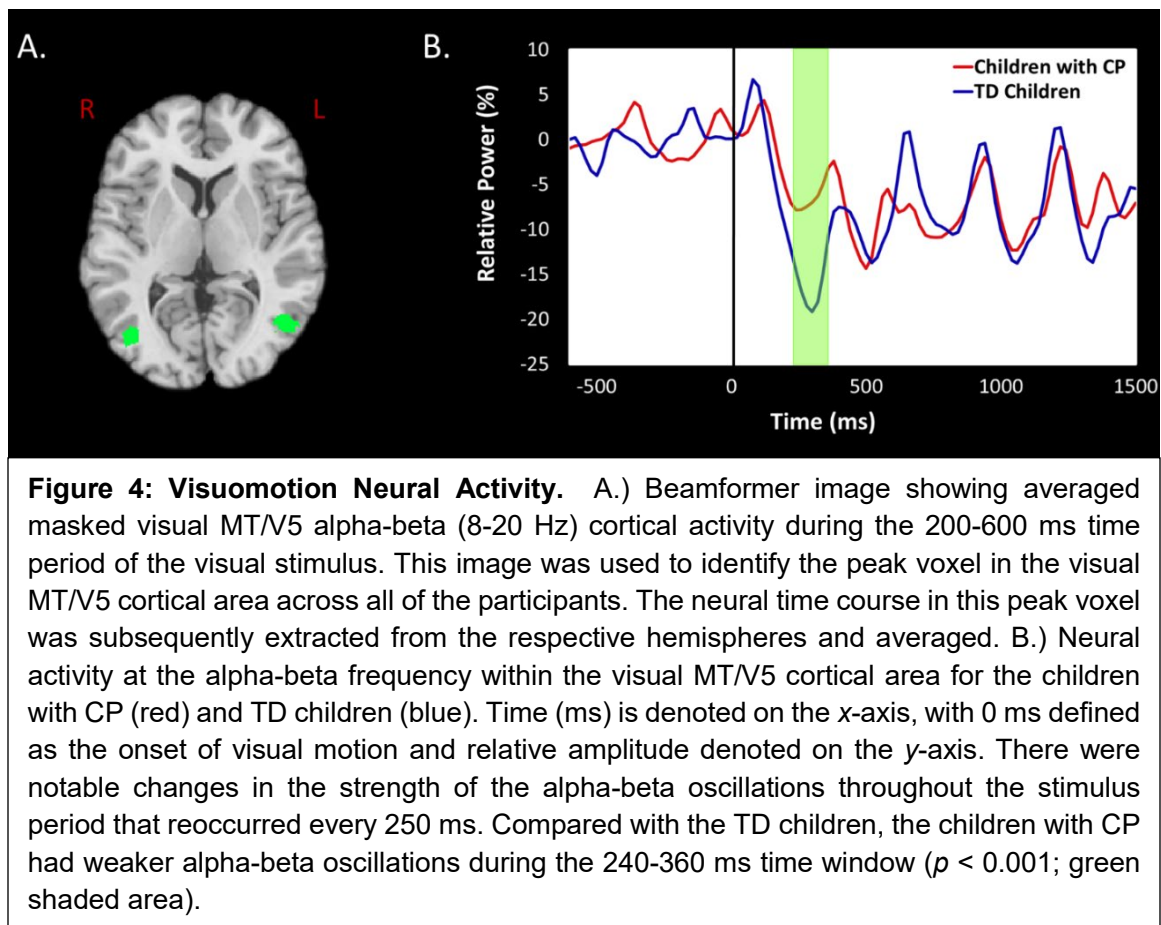 A.
R
L
B.
10
5
0
-5
-10
-15
-20
-25
Relative Power (%)
Children with CP
TD Children
-500
0
500
1000
1500
Time (ms)
Figure 4: Visuomotion Neural Activity. A.) Beamformer image showing averaged
masked visual MT/V5 alpha-beta (8-20 Hz) cortical activity during the 200-600 ms time
period of the visual stimulus. This image was used to identify the peak voxel in the visual
MT/V5 cortical area across all of the participants. The neural time course in this peak voxel
was subsequently extracted from the respective hemispheres and averaged. B.) Neural
activity at the alpha-beta frequency within the visual MT/V5 cortical area for the children
with CP (red) and TD children (blue). Time (ms) is denoted on the x-axis, with 0 ms defined
as the onset of visual motion and relative amplitude denoted on the y-axis. There were
notable changes in the strength of the alpha-beta oscillations throughout the stimulus
period that reoccurred every 250 ms. Compared with the TD children, the children with CP
had weaker alpha-beta oscillations during the 240-360 ms time window (p < 0.001; green
shaded area).